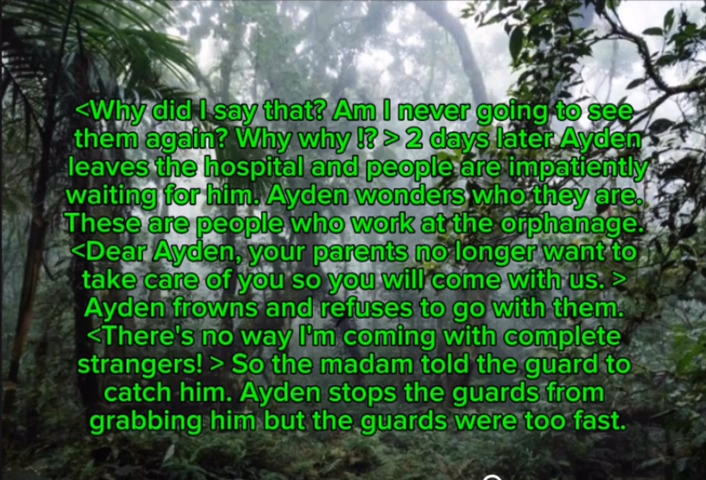 <Why did I say that? Am I never going to see
them again? Why why !? > 2 days later Ayden
leaves the hospital and people are impatiently
waiting for him. Ayden wonders who they are.
These are people who work at the orphanage.
<Dear Ayden, your parents no longer want to
take care of you so you will come with us. >
Ayden frowns and refuses to go with them.
<There's no way I'm coming with complete
strangers! > So the madam told the guard to
catch him. Ayden stops the guards from
grabbing him but the guards were too fast.